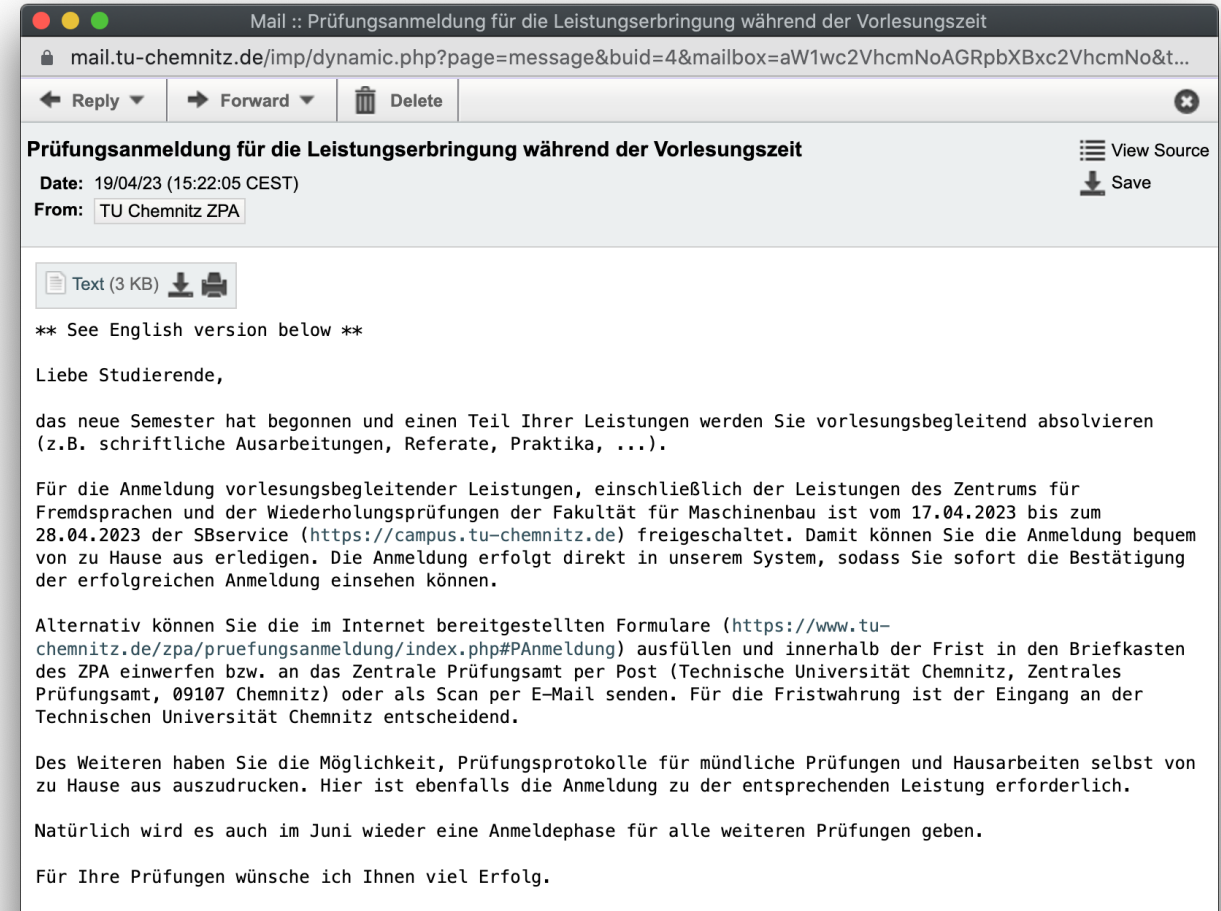 Mail :: Prüfungsanmeldung für die Leistungserbringung während der Vorlesungszeit
mail.tu-chemnitz.de/imp/dynamic.php?page=message&buid=4&mailbox=aW1wc2VhcmNoAGRpbXBxc2VhcmNo&t...
Reply Forward Delete
Prüfungsanmeldung für die Leistungserbringung während der Vorlesungszeit
View Source
Date: 19/04/23 (15:22:05 CEST)
Save
From: TU Chemnitz ZPA
Text (3 KB)
** See English version below **
Liebe Studierende,
das neue Semester hat begonnen und einen Teil Ihrer Leistungen werden Sie vorlesungsbegleitend absolvieren
(z.B. schriftliche Ausarbeitungen, Referate, Praktika, ...).
Für die Anmeldung vorlesungsbegleitender Leistungen, einschließlich der Leistungen des Zentrums für
Fremdsprachen und der Wiederholungsprüfungen der Fakultät für Maschinenbau ist vom 17.04.2023 bis zum
28.04.2023 der SBservice (https://campus.tu-chemnitz.de) freigeschaltet. Damit können Sie die Anmeldung bequem
von zu Hause aus erledigen. Die Anmeldung erfolgt direkt in unserem System, sodass Sie sofort die Bestätigung
der erfolgreichen Anmeldung einsehen können.
Alternativ können Sie die im Internet bereitgestellten Formulare (https://www.tu-
chemnitz.de/zpa/pruefungsanmeldung/index.php#PAnmeldung) ausfüllen und innerhalb der Frist in den Briefkasten
des ZPA einwerfen bzw. an das Zentrale Prüfungsamt per Post (Technische Universität Chemnitz, Zentrales
Prüfungsamt, 09107 Chemnitz) oder als Scan per E-Mail senden. Für die Fristwahrung ist der Eingang an der
Technischen Universität Chemnitz entscheidend.
Des Weiteren haben Sie die Möglichkeit, Prüfungsprotokolle für mündliche Prüfungen und Hausarbeiten selbst von
zu Hause aus auszudrucken. Hier ist ebenfalls die Anmeldung zu der entsprechenden Leistung erforderlich.
Natürlich wird es auch im Juni wieder eine Anmeldephase für alle weiteren Prüfungen geben.
Für Ihre Prüfungen wünsche ich Ihnen viel Erfolg.